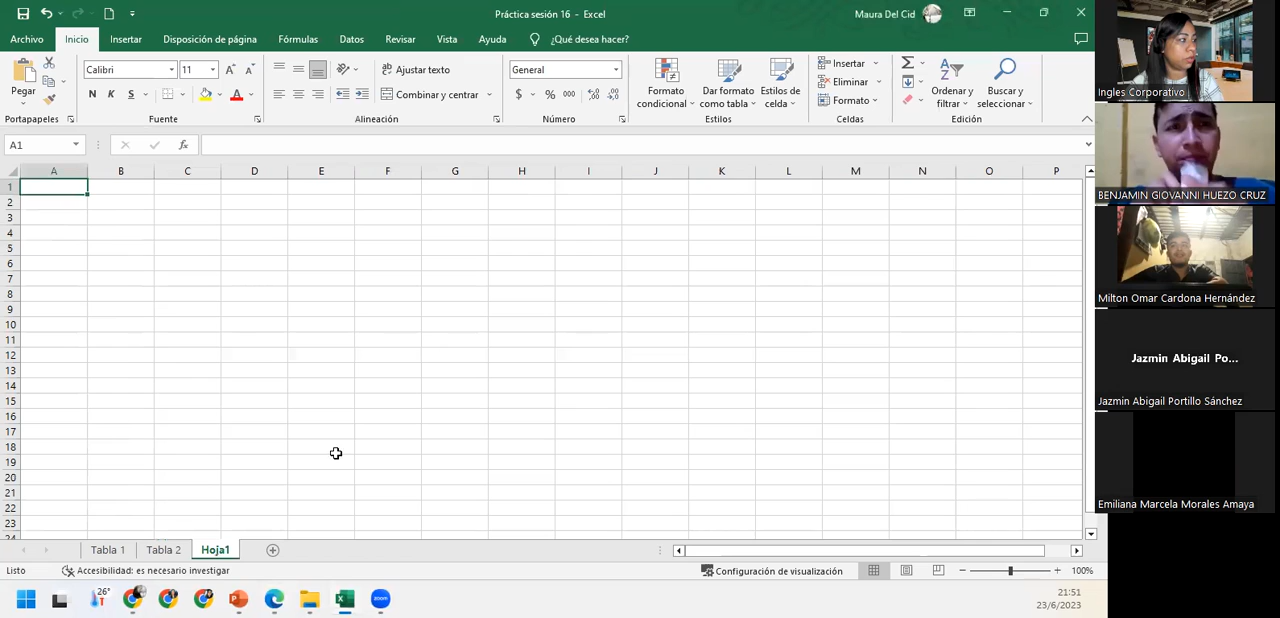 Práctica sesión 16 - Excel
Maura Del Cid
Archivo Inicio Insertar Disposición de página Fórmulas Datos Revisar Vista Ayuda ¿Qué desea hacer?
Pegar
Portapapeles
Calibri 11
N K S
Fuente
Ajustar texto
Combinar y centrar
Alineación
General
$ % 000
Número
Formato condicional
Dar formato como tabla
Estilos de celda
Estilos
Insertar
Eliminar
Formato
Celdas
Ordenar y filtrar
Buscar y seleccionar
Edición
A1
fx
A B C D E F G H I J K L M N O P
1
2
3
4
5
6
7
8
9
10
11
12
13
14
15
16
17
18
19
20
21
22
23
24
Tabla 1 Tabla 2 Hoja1
Listo Accesibilidad: es necesario investigar Configuración de visualización 100%
26°
zoom
21:51
23/6/2023
Ingles Corporativo
BENJAMIN GIOVANNI HUEZO CRUZ
Milton Omar Cardona Hernández
Jazmin Abigail Po...
Jazmin Abigail Portillo Sánchez
Emiliana Marcela Morales Amaya